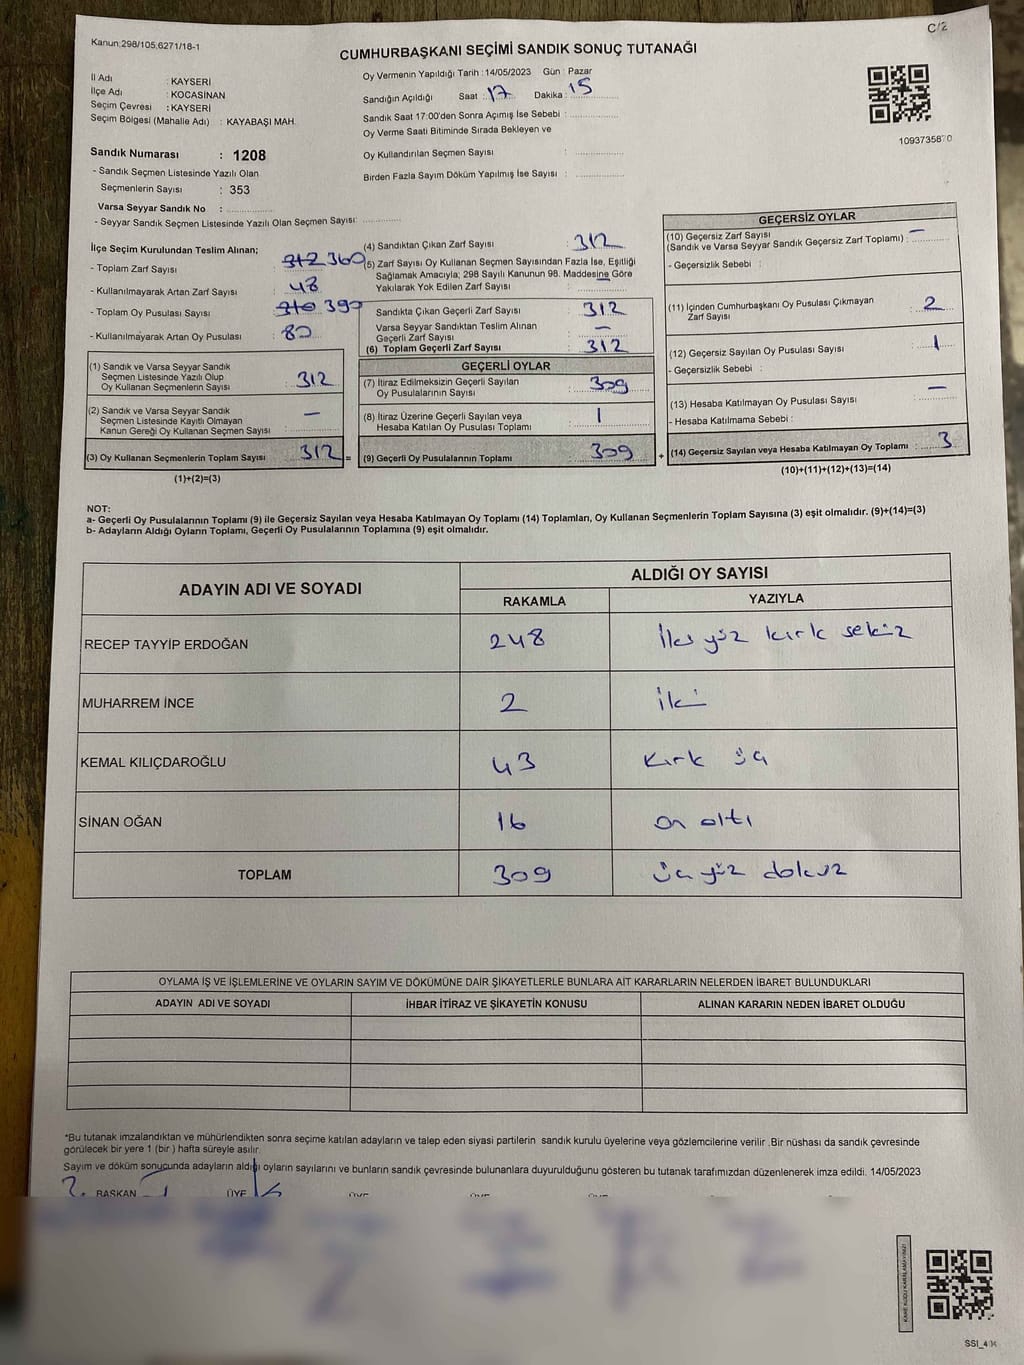 C/2
Kanun:298/105,6271/18-1
CUMHURBAŞKANI SEÇİMİ SANDIK SONUÇ TUTANAĞI
İl Adı : KAYSERİ
İlçe Adı : KOCASİNAN
Seçim Çevresi : KAYSERİ
Seçim Bölgesi (Mahalle Adı) : KAYABAŞI MAH.
Oy Vermenin Yapıldığı Tarih :14/05/2023 Gün : Pazar
Sandığın Açıldığı Saat : 17 Dakika : 15
Sandık Saat 17:00'den Sonra Açımış İse Sebebi :
Oy Verme Saati Bitiminde Sırada Bekleyen ve
Oy Kullandırılan Seçmen Sayısı :
Birden Fazla Sayım Döküm Yapılmış İse Sayısı :
Sandık Numarası : 1208
- Sandık Seçmen Listesinde Yazılı Olan
Seçmenlerin Sayısı : 353
Varsa Seyyar Sandık No :
- Seyyar Sandık Seçmen Listesinde Yazılı Olan Seçmen Sayısı:
İlçe Seçim Kurulundan Teslim Alınan;
- Toplam Zarf Sayısı : 312 360
- Kullanılmayarak Artan Zarf Sayısı : 48
- Toplam Oy Pusulası Sayısı : 310 390
- Kullanılmayarak Artan Oy Pusulası : 80
(1) Sandık ve Varsa Seyyar Sandık
Seçmen Listesinde Yazılı Olup
Oy Kullanan Seçmenlerin Sayısı : 312
(2) Sandık ve Varsa Seyyar Sandık
Seçmen Listesinde Kayıtlı Olmayan
Kanun Gereği Oy Kullanan Seçmen Sayısı : –
(3) Oy Kullanan Seçmenlerin Toplam Sayısı : 312 =
(1)+(2)=(3)
(4) Sandıktan Çıkan Zarf Sayısı : 312
(5) Zarf Sayısı Oy Kullanan Seçmen Sayısından Fazla İse, Eşitliği
Sağlamak Amacıyla; 298 Sayılı Kanunun 98. Maddesine Göre
Yakılarak Yok Edilen Zarf Sayısı : –
Sandıkta Çıkan Geçerli Zarf Sayısı : 312
Varsa Seyyar Sandıktan Teslim Alınan
Geçerli Zarf Sayısı : –
(6) Toplam Geçerli Zarf Sayısı : 312
GEÇERLİ OYLAR
(7) İtiraz Edilmeksizin Geçerli Sayılan
Oy Pusulalarının Sayısı : 309
(8) İtiraz Üzerine Geçerli Sayılan veya
Hesaba Katılan Oy Pusulası Toplamı : 1
(9) Geçerli Oy Pusulalarının Toplamı : 309 +
GEÇERSİZ OYLAR
(10) Geçersiz Zarf Sayısı
(Sandık ve Varsa Seyyar Sandık Geçersiz Zarf Toplamı) : –
- Geçersizlik Sebebi :
(11) İçinden Cumhurbaşkanı Oy Pusulası Çıkmayan
Zarf Sayısı : 2
(12) Geçersiz Sayılan Oy Pusulası Sayısı : 1
- Geçersizlik Sebebi :
(13) Hesaba Katılmayan Oy Pusulası Sayısı : –
- Hesaba Katılmama Sebebi :
(14) Geçersiz Sayılan veya Hesaba Katılmayan Oy Toplamı : 3
(10)+(11)+(12)+(13)=(14)
NOT:
a- Geçerli Oy Pusulalarının Toplamı (9) ile Geçersiz Sayılan veya Hesaba Katılmayan Oy Toplamı (14) Toplamları, Oy Kullanan Seçmenlerin Toplam Sayısına (3) eşit olmalıdır. (9)+(14)=(3)
b- Adayların Aldığı Oyların Toplamı, Geçerli Oy Pusulalarının Toplamına (9) eşit olmalıdır.
ADAYIN ADI VE SOYADI
ALDIĞI OY SAYISI
RAKAMLA YAZIYLA
RECEP TAYYİP ERDOĞAN 248 İki yüz kırk sekiz
MUHARREM İNCE 2 iki
KEMAL KILIÇDAROĞLU 43 Kırk üç
SİNAN OĞAN 16 on altı
TOPLAM 309 üç yüz dokuz
OYLAMA İŞ VE İŞLEMLERİNE VE OYLARIN SAYIM VE DÖKÜMÜNE DAİR ŞİKAYETLERLE BUNLARA AİT KARARLARIN NELERDEN İBARET BULUNDUKLARI
ADAYIN ADI VE SOYADI İHBAR İTİRAZ VE ŞİKAYETİN KONUSU ALINAN KARARIN NEDEN İBARET OLDUĞU
*Bu tutanak imzalandıktan ve mühürlendikten sonra seçime katılan adayların ve talep eden siyasi partilerin sandık kurulu üyelerine veya gözlemcilerine verilir .Bir nüshası da sandık çevresinde
görülecek bir yere 1 (bir ) hafta süreyle asılır.
Sayım ve döküm sonucunda adayların aldığı oyların sayılarını ve bunların sandık çevresinde bulunanlara duyurulduğunu gösteren bu tutanak tarafımızdan düzenlenerek imza edildi. 14/05/2023
BAŞKAN ÜYE ÜYE ÜYE ÜYE
KARE KODU KARALAMAYINIZ!